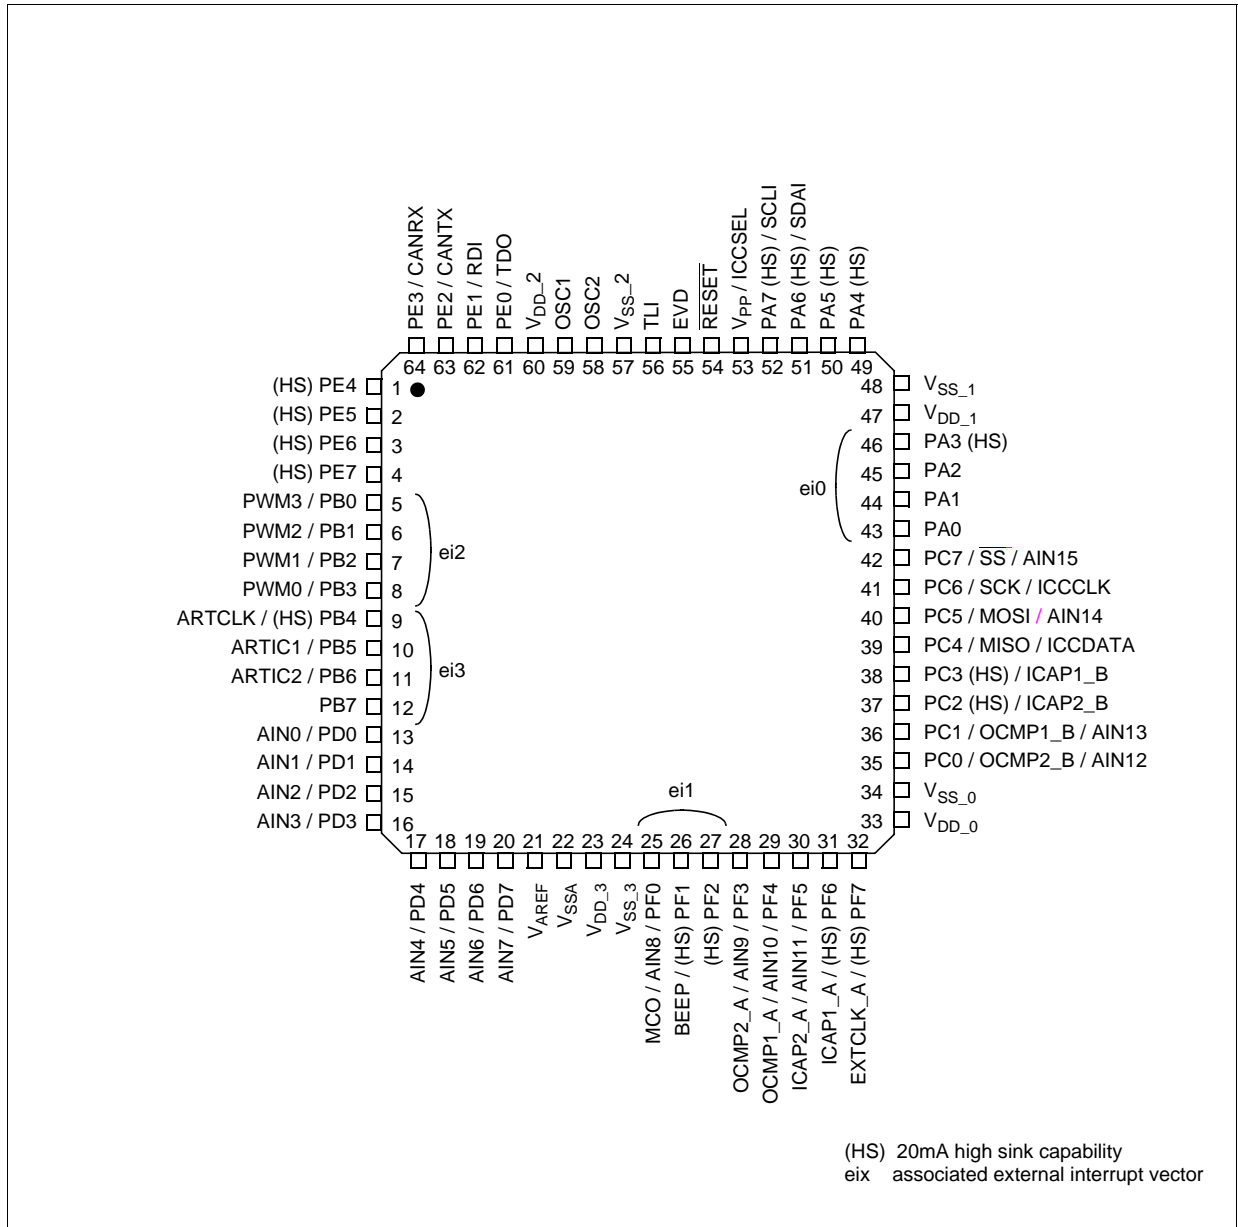 PE3 / CANRX
PE2 / CANTX
PE1 / RDI
PE0 / TDO
VDD_2
OSC1
OSC2
VSS_2
TLI
EVD
RESET
VPP / ICCSEL
PA7 (HS) / SCLI
PA6 (HS) / SDAI
PA5 (HS)
PA4 (HS)
64 63 62 61 60 59 58 57 56 55 54 53 52 51 50 49
(HS) PE4 1
(HS) PE5 2
(HS) PE6 3
(HS) PE7 4
PWM3 / PB0 5
PWM2 / PB1 6
PWM1 / PB2 7
PWM0 / PB3 8
ei2
ARTCLK / (HS) PB4 9
ARTIC1 / PB5 10
ARTIC2 / PB6 11
PB7 12
ei3
AIN0 / PD0 13
AIN1 / PD1 14
AIN2 / PD2 15
AIN3 / PD3 16
48 VSS_1
47 VDD_1
46 PA3 (HS)
45 PA2
44 PA1
43 PA0
ei0
42 PC7 / SS / AIN15
41 PC6 / SCK / ICCCLK
40 PC5 / MOSI / AIN14
39 PC4 / MISO / ICCDATA
38 PC3 (HS) / ICAP1_B
37 PC2 (HS) / ICAP2_B
36 PC1 / OCMP1_B / AIN13
35 PC0 / OCMP2_B / AIN12
34 VSS_0
33 VDD_0
ei1
17 18 19 20 21 22 23 24 25 26 27 28 29 30 31 32
AIN4 / PD4
AIN5 / PD5
AIN6 / PD6
AIN7 / PD7
VAREF
VSSA
VDD_3
VSS_3
MCO / AIN8 / PF0
BEEP / (HS) PF1
(HS) PF2
OCMP2_A / AIN9 / PF3
OCMP1_A / AIN10 / PF4
ICAP2_A / AIN11 / PF5
ICAP1_A / (HS) PF6
EXTCLK_A / (HS) PF7
(HS) 20mA high sink capability
eix associated external interrupt vector